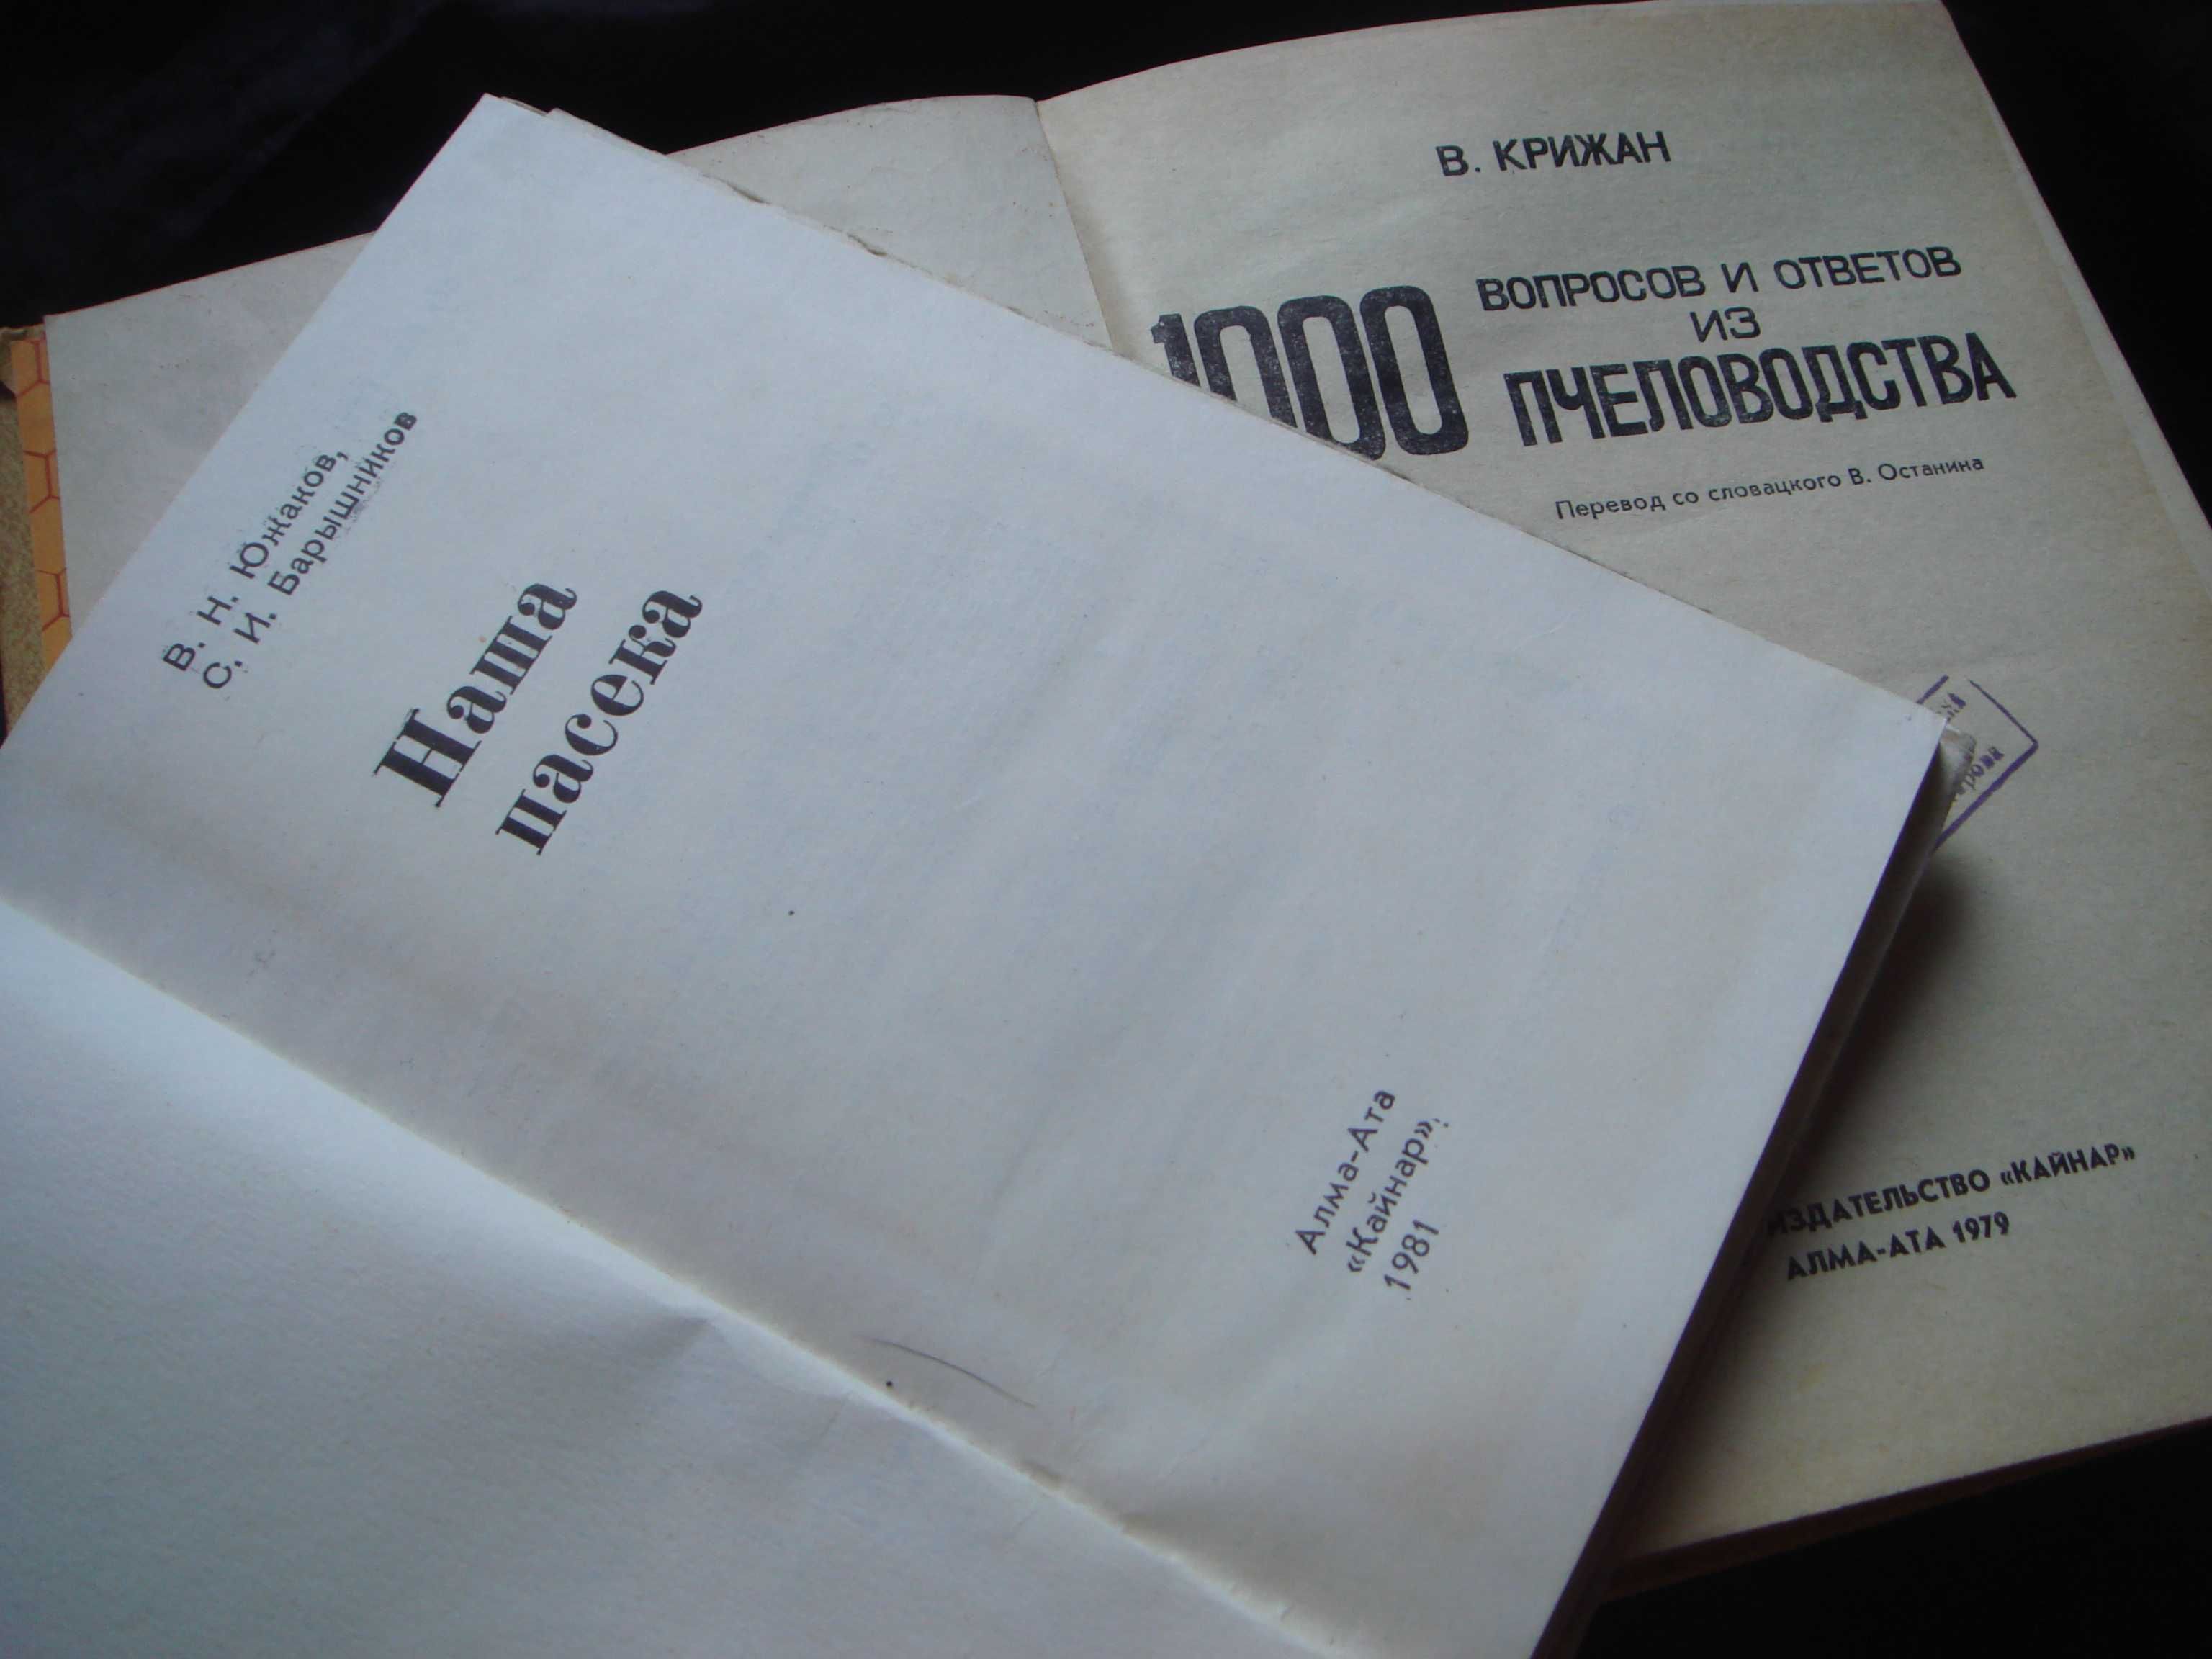 В. Н. Южаков,
С. И. Барышников
Наша
пасека
Алма-Ата
«Кайнар»
1981
В. КРИЖАН
1000
ВОПРОСОВ И ОТВЕТОВ
ИЗ
ПЧЕЛОВОДСТВА
Перевод со словацкого В. Останина
ИЗДАТЕЛЬСТВО «КАЙНАР»
АЛМА-АТА 1979